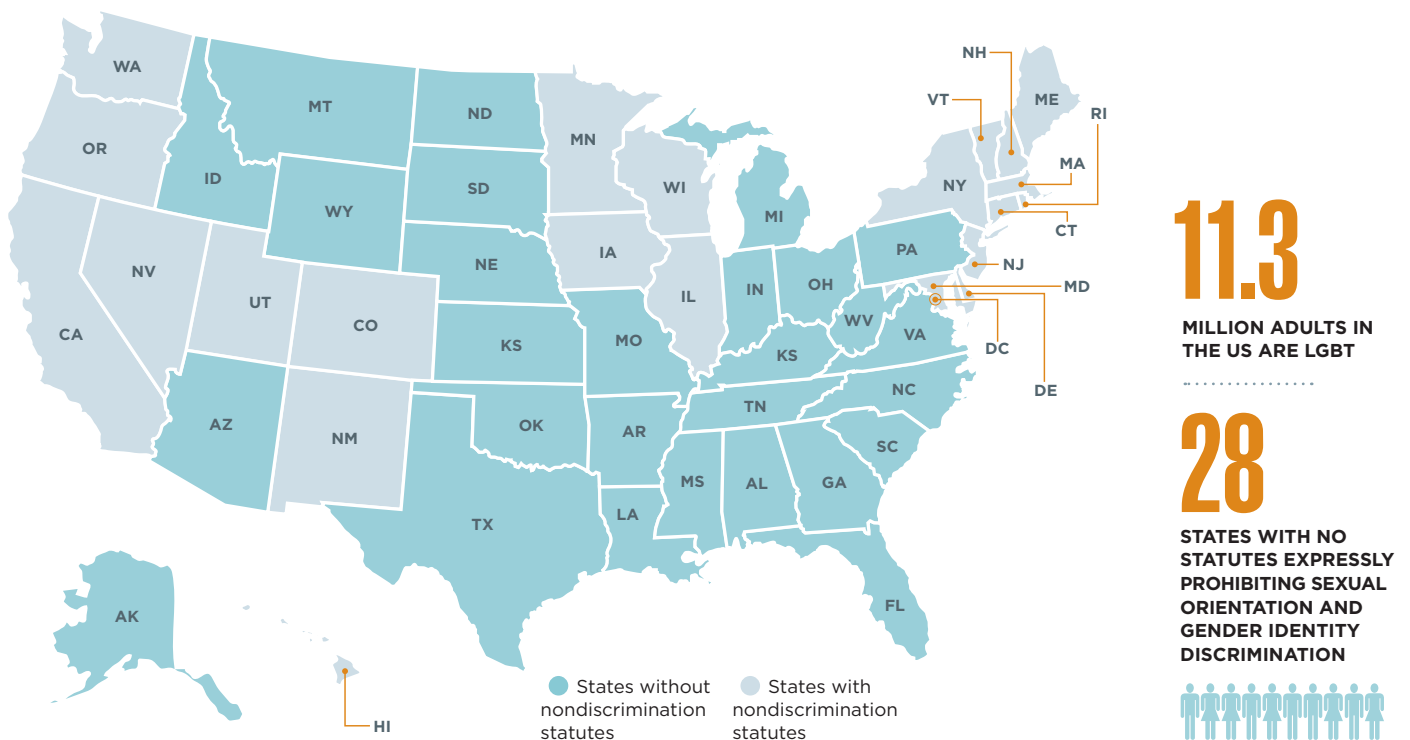 NH
VT
ME
RI
WA
MT
ND
MN
OR
MA
ID
SD
WI
NY
WY
MI
CT
PA
IA
NE
NV
NJ
IN
OH
MD
UT
IL
CO
WV
CA
MO
VA
KS
KS
DC
DE
NC
TN
AZ
OK
AR
NM
SC
MS
AL
GA
LA
TX
FL
AK
HI
States without
nondiscrimination
statutes
States with
nondiscrimination
statutes
11.3
MILLION ADULTS IN
THE US ARE LGBT
28
STATES WITH NO
STATUTES EXPRESSLY
PROHIBITING SEXUAL
ORIENTATION AND
GENDER IDENTITY
DISCRIMINATION